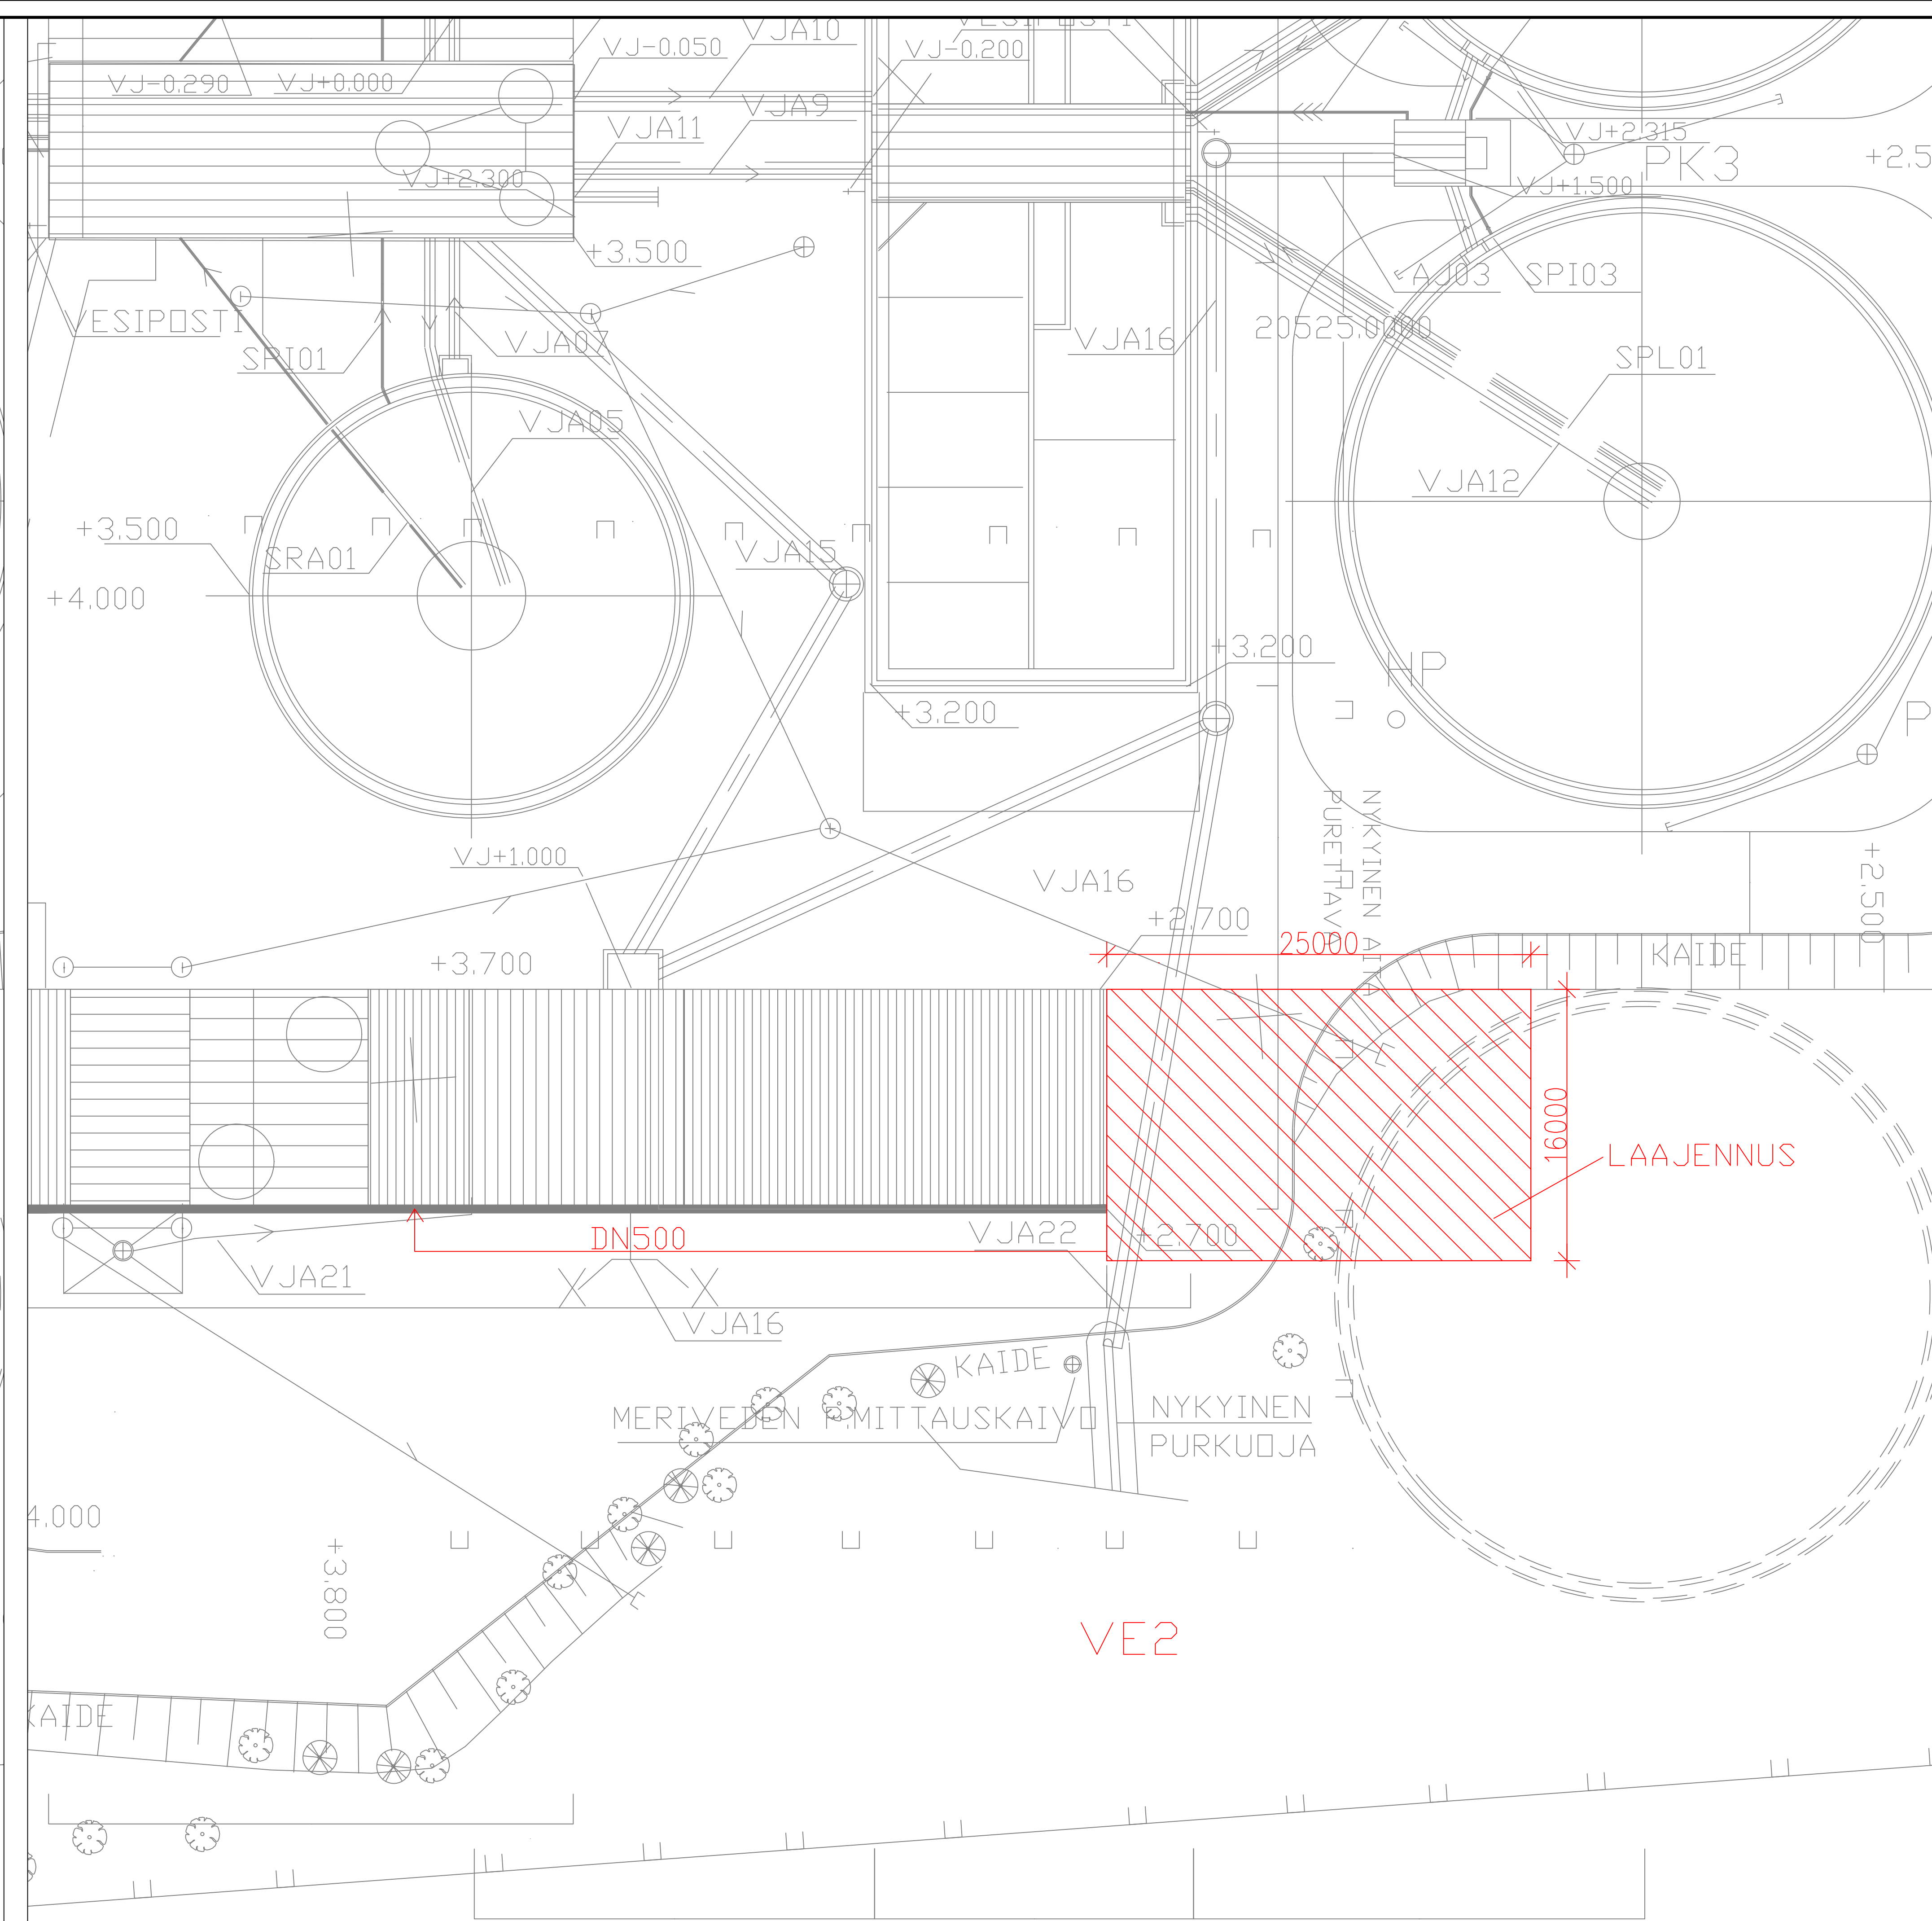 VJA10
VJ-0.050
VJ-0.200
VJ-0.290
VJ+0.000
VJA9
VJA11
VJ+2.315
PK3
VJ+2.300
VJ+1.500
+3.500
AJ03
SPI03
VESIPOSTI
VJA07
VJA16
20525.0000
SPI01
SPL01
VJA05
VJA12
+3.500
SRA01
VJA15
+4.000
+3.200
HP
+3.200
NYKYINEN AITA
PURETTAVA
VJ+1.000
VJA16
+2.500
+2.700
25000
KAIDE
+3.700
16000
LAAJENNUS
DN500
VJA22
+2.700
VJA21
VJA16
KAIDE
MERIVEDEN P.MITTAUSKAIVO
NYKYINEN
PURKUOJA
4.000
+3.800
VE2
KAIDE